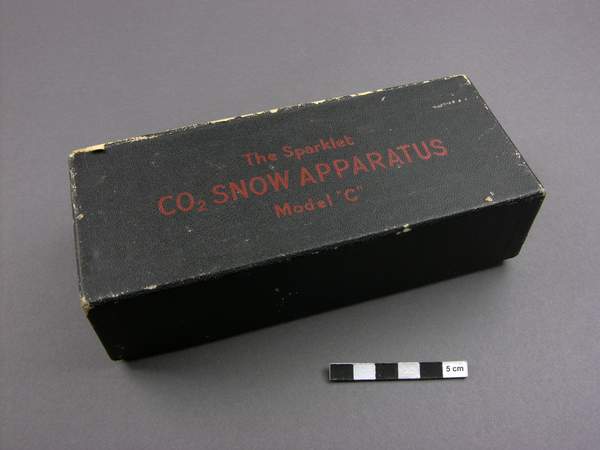 The Sparklet
CO₂ SNOW APPARATUS
Model "C"
5 cm